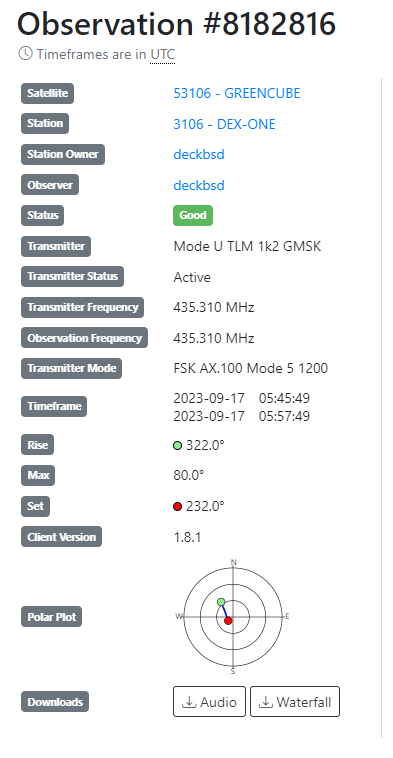 Observation #8182816
Timeframes are in UTC
Satellite 53106 - GREENCUBE
Station 3106 - DEX-ONE
Station Owner deckbsd
Observer deckbsd
Status Good
Transmitter Mode U TLM 1k2 GMSK
Transmitter Status Active
Transmitter Frequency 435.310 MHz
Observation Frequency 435.310 MHz
Transmitter Mode FSK AX.100 Mode 5 1200
Timeframe 2023-09-17 05:45:49
2023-09-17 05:57:49
Rise 322.0°
Max 80.0°
Set 232.0°
Client Version 1.8.1
N
Polar Plot W E
S
Downloads Audio Waterfall